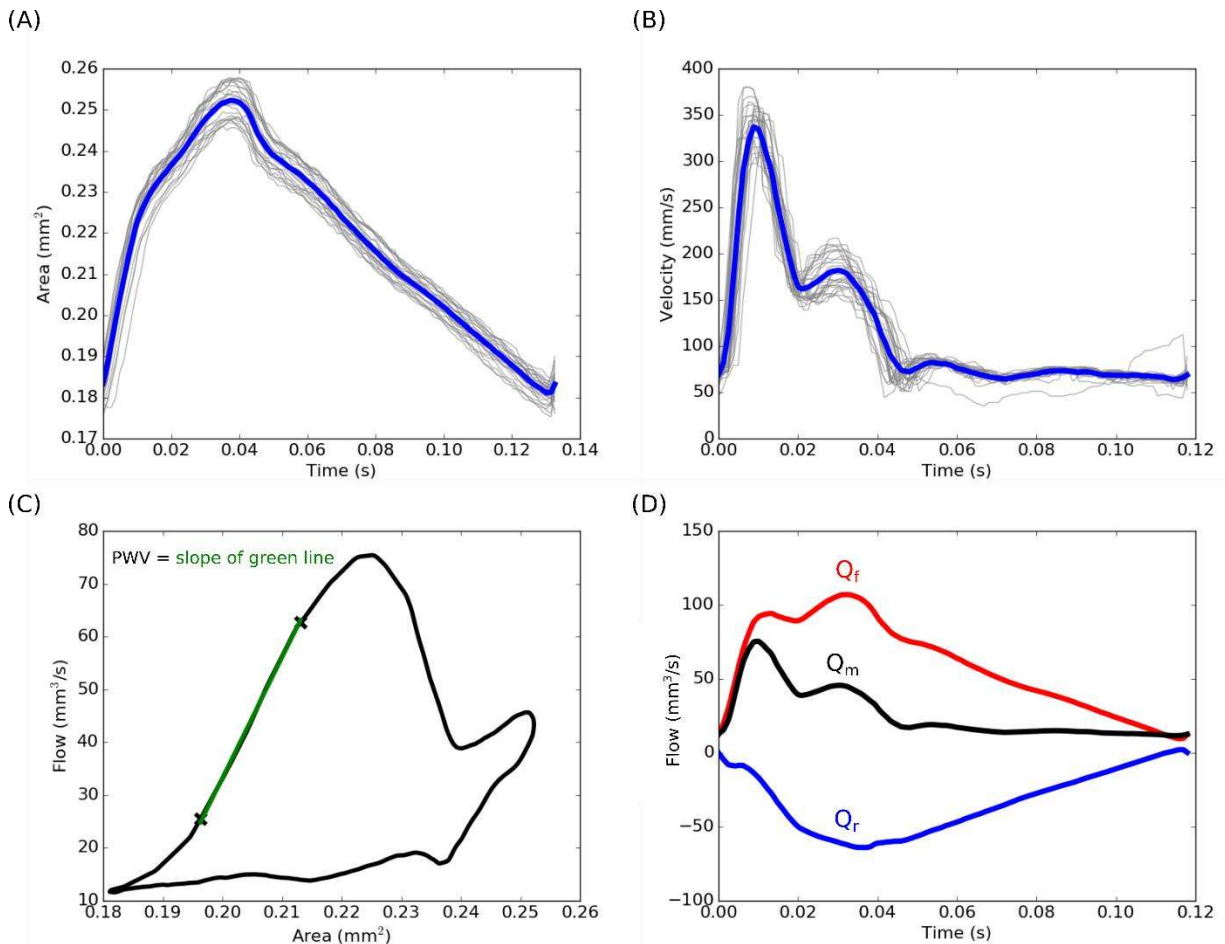 (A)
0.26
0.25
0.24
0.23
0.22
0.21
0.20
0.19
0.18
0.17
Area (mm²)
0.00 0.02 0.04 0.06 0.08 0.10 0.12 0.14
Time (s)
(B)
400
350
300
250
200
150
100
50
0
Velocity (mm/s)
0.00 0.02 0.04 0.06 0.08 0.10 0.12
Time (s)
(C)
80
70
60
50
40
30
20
10
Flow (mm³/s)
PWV = slope of green line
0.18 0.19 0.20 0.21 0.22 0.23 0.24 0.25 0.26
Area (mm²)
(D)
150
100
50
0
−50
−100
Flow (mm³/s)
Qf
Qm
Qr
0.00 0.02 0.04 0.06 0.08 0.10 0.12
Time (s)